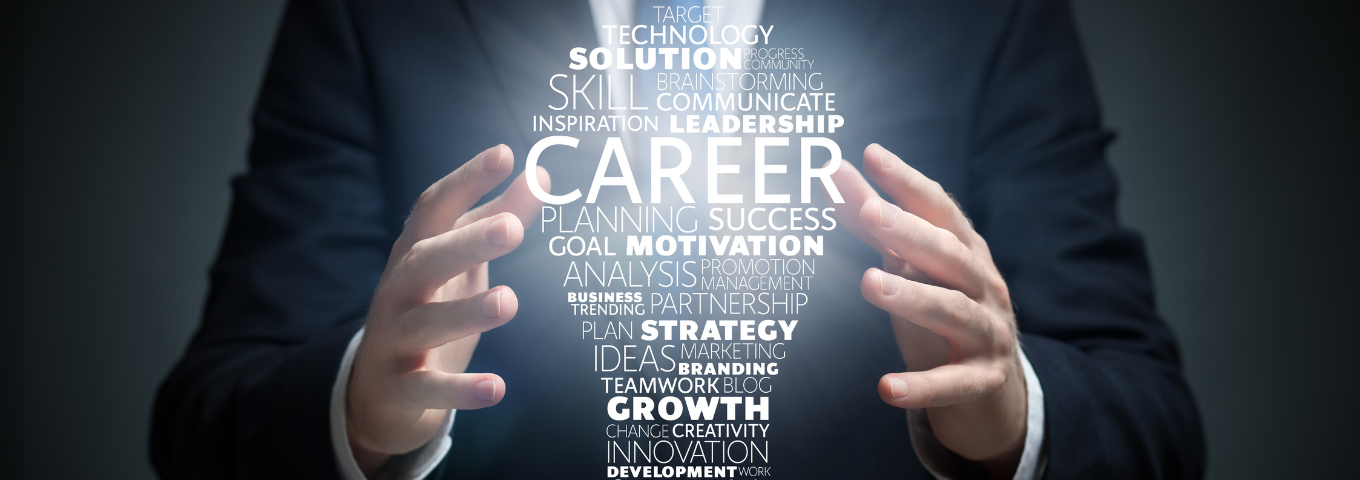 TARGET
TECHNOLOGY
SOLUTION PROGRESS
COMMUNITY
SKILL BRAINSTORMING
COMMUNICATE
INSPIRATION LEADERSHIP
CAREER
PLANNING SUCCESS
GOAL MOTIVATION
ANALYSIS PROMOTION
MANAGEMENT
BUSINESS
TRENDING PARTNERSHIP
PLAN STRATEGY
IDEAS MARKETING
BRANDING
TEAMWORK BLOG
GROWTH
CHANGE CREATIVITY
INNOVATION
DEVELOPMENT WORK